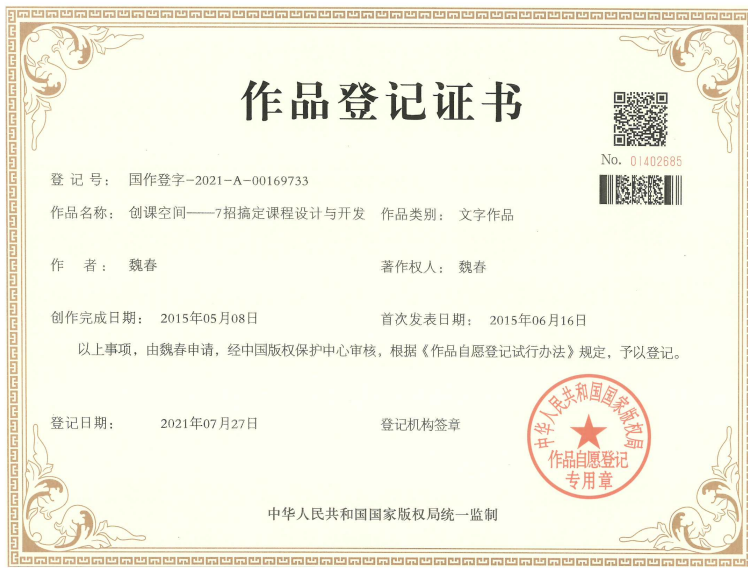 作品登记证书
No. 01402685
登 记 号： 国作登字-2021-A-00169733
作品名称： 创课空间——7招搞定课程设计与开发 作品类别： 文字作品
作 者： 魏春 著作权人： 魏春
创作完成日期： 2015年05月08日 首次发表日期： 2015年06月16日
以上事项，由魏春申请，经中国版权保护中心审核，根据《作品自愿登记试行办法》规定，予以登记。
登记日期： 2021年07月27日 登记机构签章
中华人民共和国国家版权局
作品自愿登记
专用章
中华人民共和国国家版权局统一监制